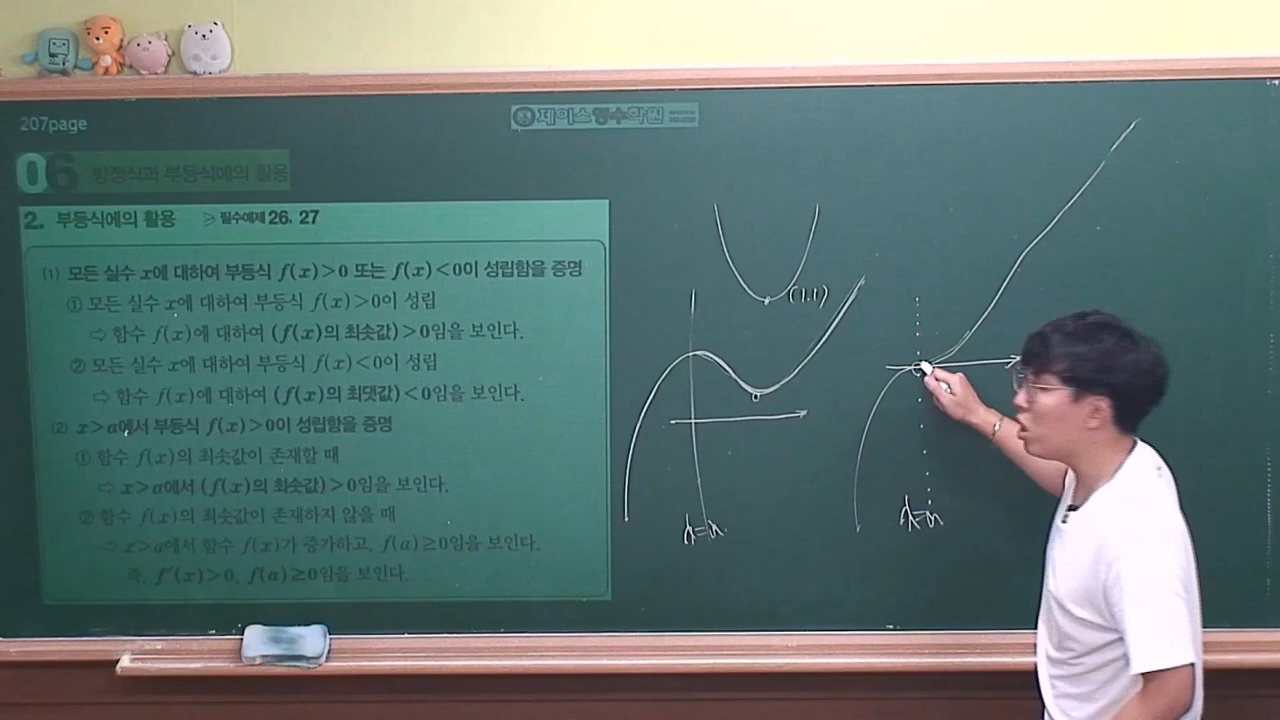 207page
제이스영수학원
06 방정식과 부등식에의 활용
2. 부등식에의 활용 ≫ 필수예제 26, 27
(1) 모든 실수 x에 대하여 부등식 f(x)>0 또는 f(x)<0이 성립함을 증명
① 모든 실수 x에 대하여 부등식 f(x)>0이 성립
⇨ 함수 f(x)에 대하여 (f(x)의 최솟값)>0임을 보인다.
② 모든 실수 x에 대하여 부등식 f(x)<0이 성립
⇨ 함수 f(x)에 대하여 (f(x)의 최댓값)<0임을 보인다.
(2) x>a에서 부등식 f(x)>0이 성립함을 증명
① 함수 f(x)의 최솟값이 존재할 때
⇨ x>a에서 (f(x)의 최솟값)>0임을 보인다.
② 함수 f(x)의 최솟값이 존재하지 않을 때
⇨ x>a에서 함수 f(x)가 증가하고, f(a)≥0임을 보인다.
즉, f'(x)>0, f(a)≥0임을 보인다.
(1.1)
x=a
x=a